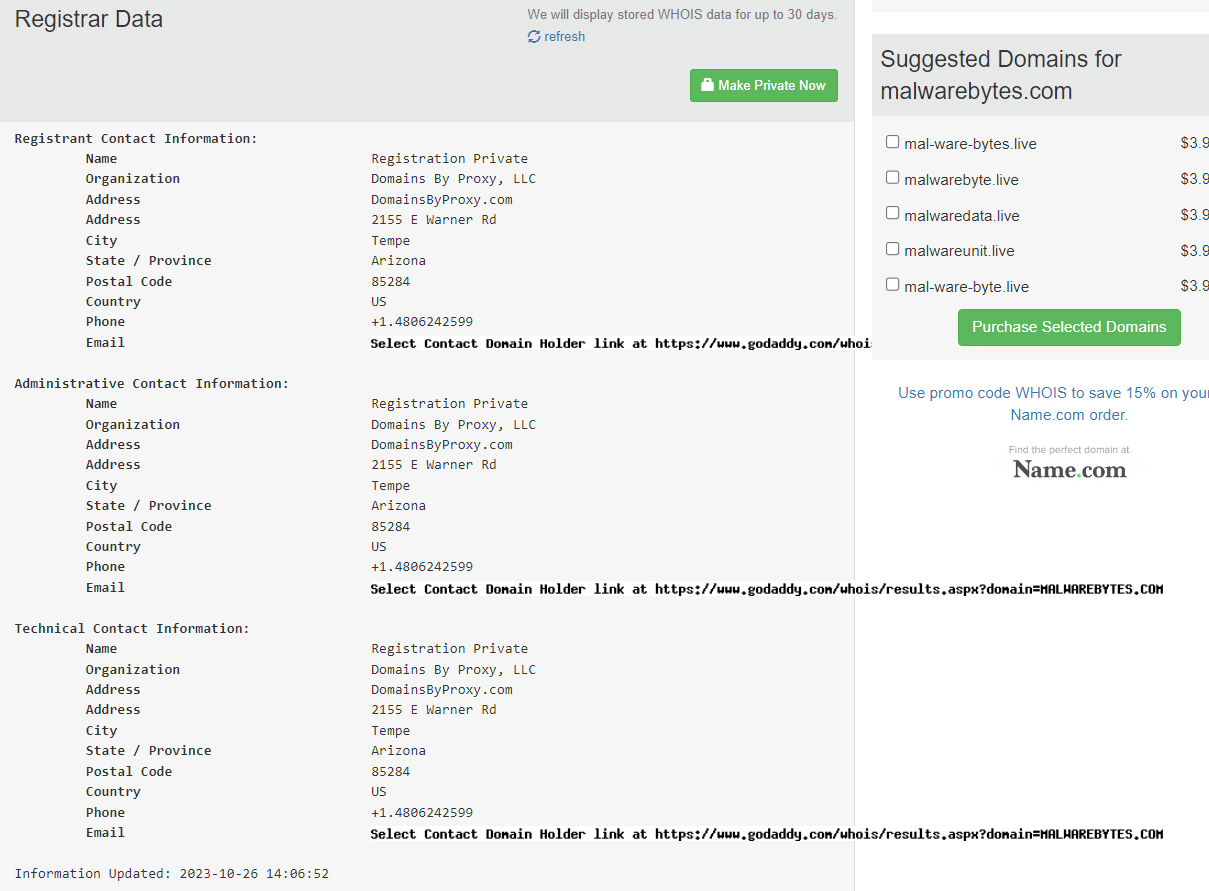 Registrar Data
We will display stored WHOIS data for up to 30 days.
refresh
Make Private Now
Registrant Contact Information:
Name Registration Private
Organization Domains By Proxy, LLC
Address DomainsByProxy.com
Address 2155 E Warner Rd
City Tempe
State / Province Arizona
Postal Code 85284
Country US
Phone +1.4806242599
Email Select Contact Domain Holder link at https://www.godaddy.com/whois
Administrative Contact Information:
Name Registration Private
Organization Domains By Proxy, LLC
Address DomainsByProxy.com
Address 2155 E Warner Rd
City Tempe
State / Province Arizona
Postal Code 85284
Country US
Phone +1.4806242599
Email Select Contact Domain Holder link at https://www.godaddy.com/whois/results.aspx?domain=MALWAREBYTES.COM
Technical Contact Information:
Name Registration Private
Organization Domains By Proxy, LLC
Address DomainsByProxy.com
Address 2155 E Warner Rd
City Tempe
State / Province Arizona
Postal Code 85284
Country US
Phone +1.4806242599
Email Select Contact Domain Holder link at https://www.godaddy.com/whois/results.aspx?domain=MALWAREBYTES.COM
Information Updated: 2023-10-26 14:06:52
Suggested Domains for
malwarebytes.com
mal-ware-bytes.live $3.9
malwarebyte.live $3.9
malwaredata.live $3.9
malwareunit.live $3.9
mal-ware-byte.live $3.9
Purchase Selected Domains
Use promo code WHOIS to save 15% on your
Name.com order.
Find the perfect domain at
Name.com